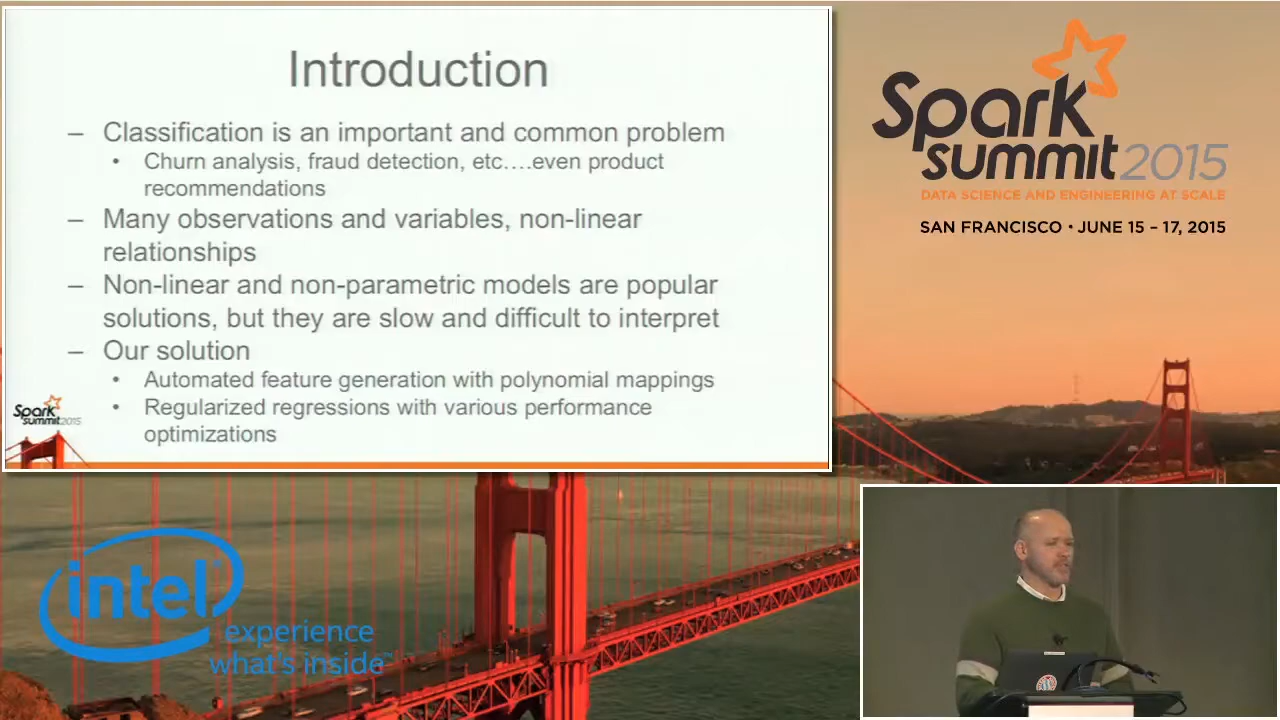 Introduction
– Classification is an important and common problem
• Churn analysis, fraud detection, etc….even product
recommendations
– Many observations and variables, non-linear
relationships
– Non-linear and non-parametric models are popular
solutions, but they are slow and difficult to interpret
– Our solution
• Automated feature generation with polynomial mappings
• Regularized regressions with various performance
optimizations
Spark
summit2015
Spark
summit 2015
DATA SCIENCE AND ENGINEERING AT SCALE
SAN FRANCISCO • JUNE 15 – 17, 2015
intel®
experience
what's inside™